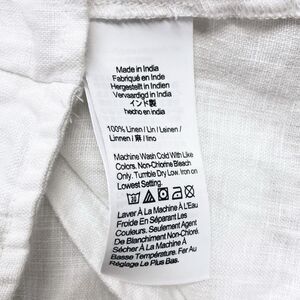 Made in India
Fabriqué en Inde
Hergestellt in Indien
Vervaardigd in India
インド製
hecho en india
100% Linen / Lin / Leinen /
Linnen / 麻 / lino
Machine Wash Cold With Like
Colors. Non-Chlorine Bleach
Only. Tumble Dry Low. Iron on
Lowest Setting.
Laver À La Machine À L'Eau
Froide En Séparant Les
Couleurs. Ne Pas Utiliser
De Blanchiment Non-Chloré.
Sécher À La Machine À
Basse Température. Fer Au
Réglage Le Plus Bas.